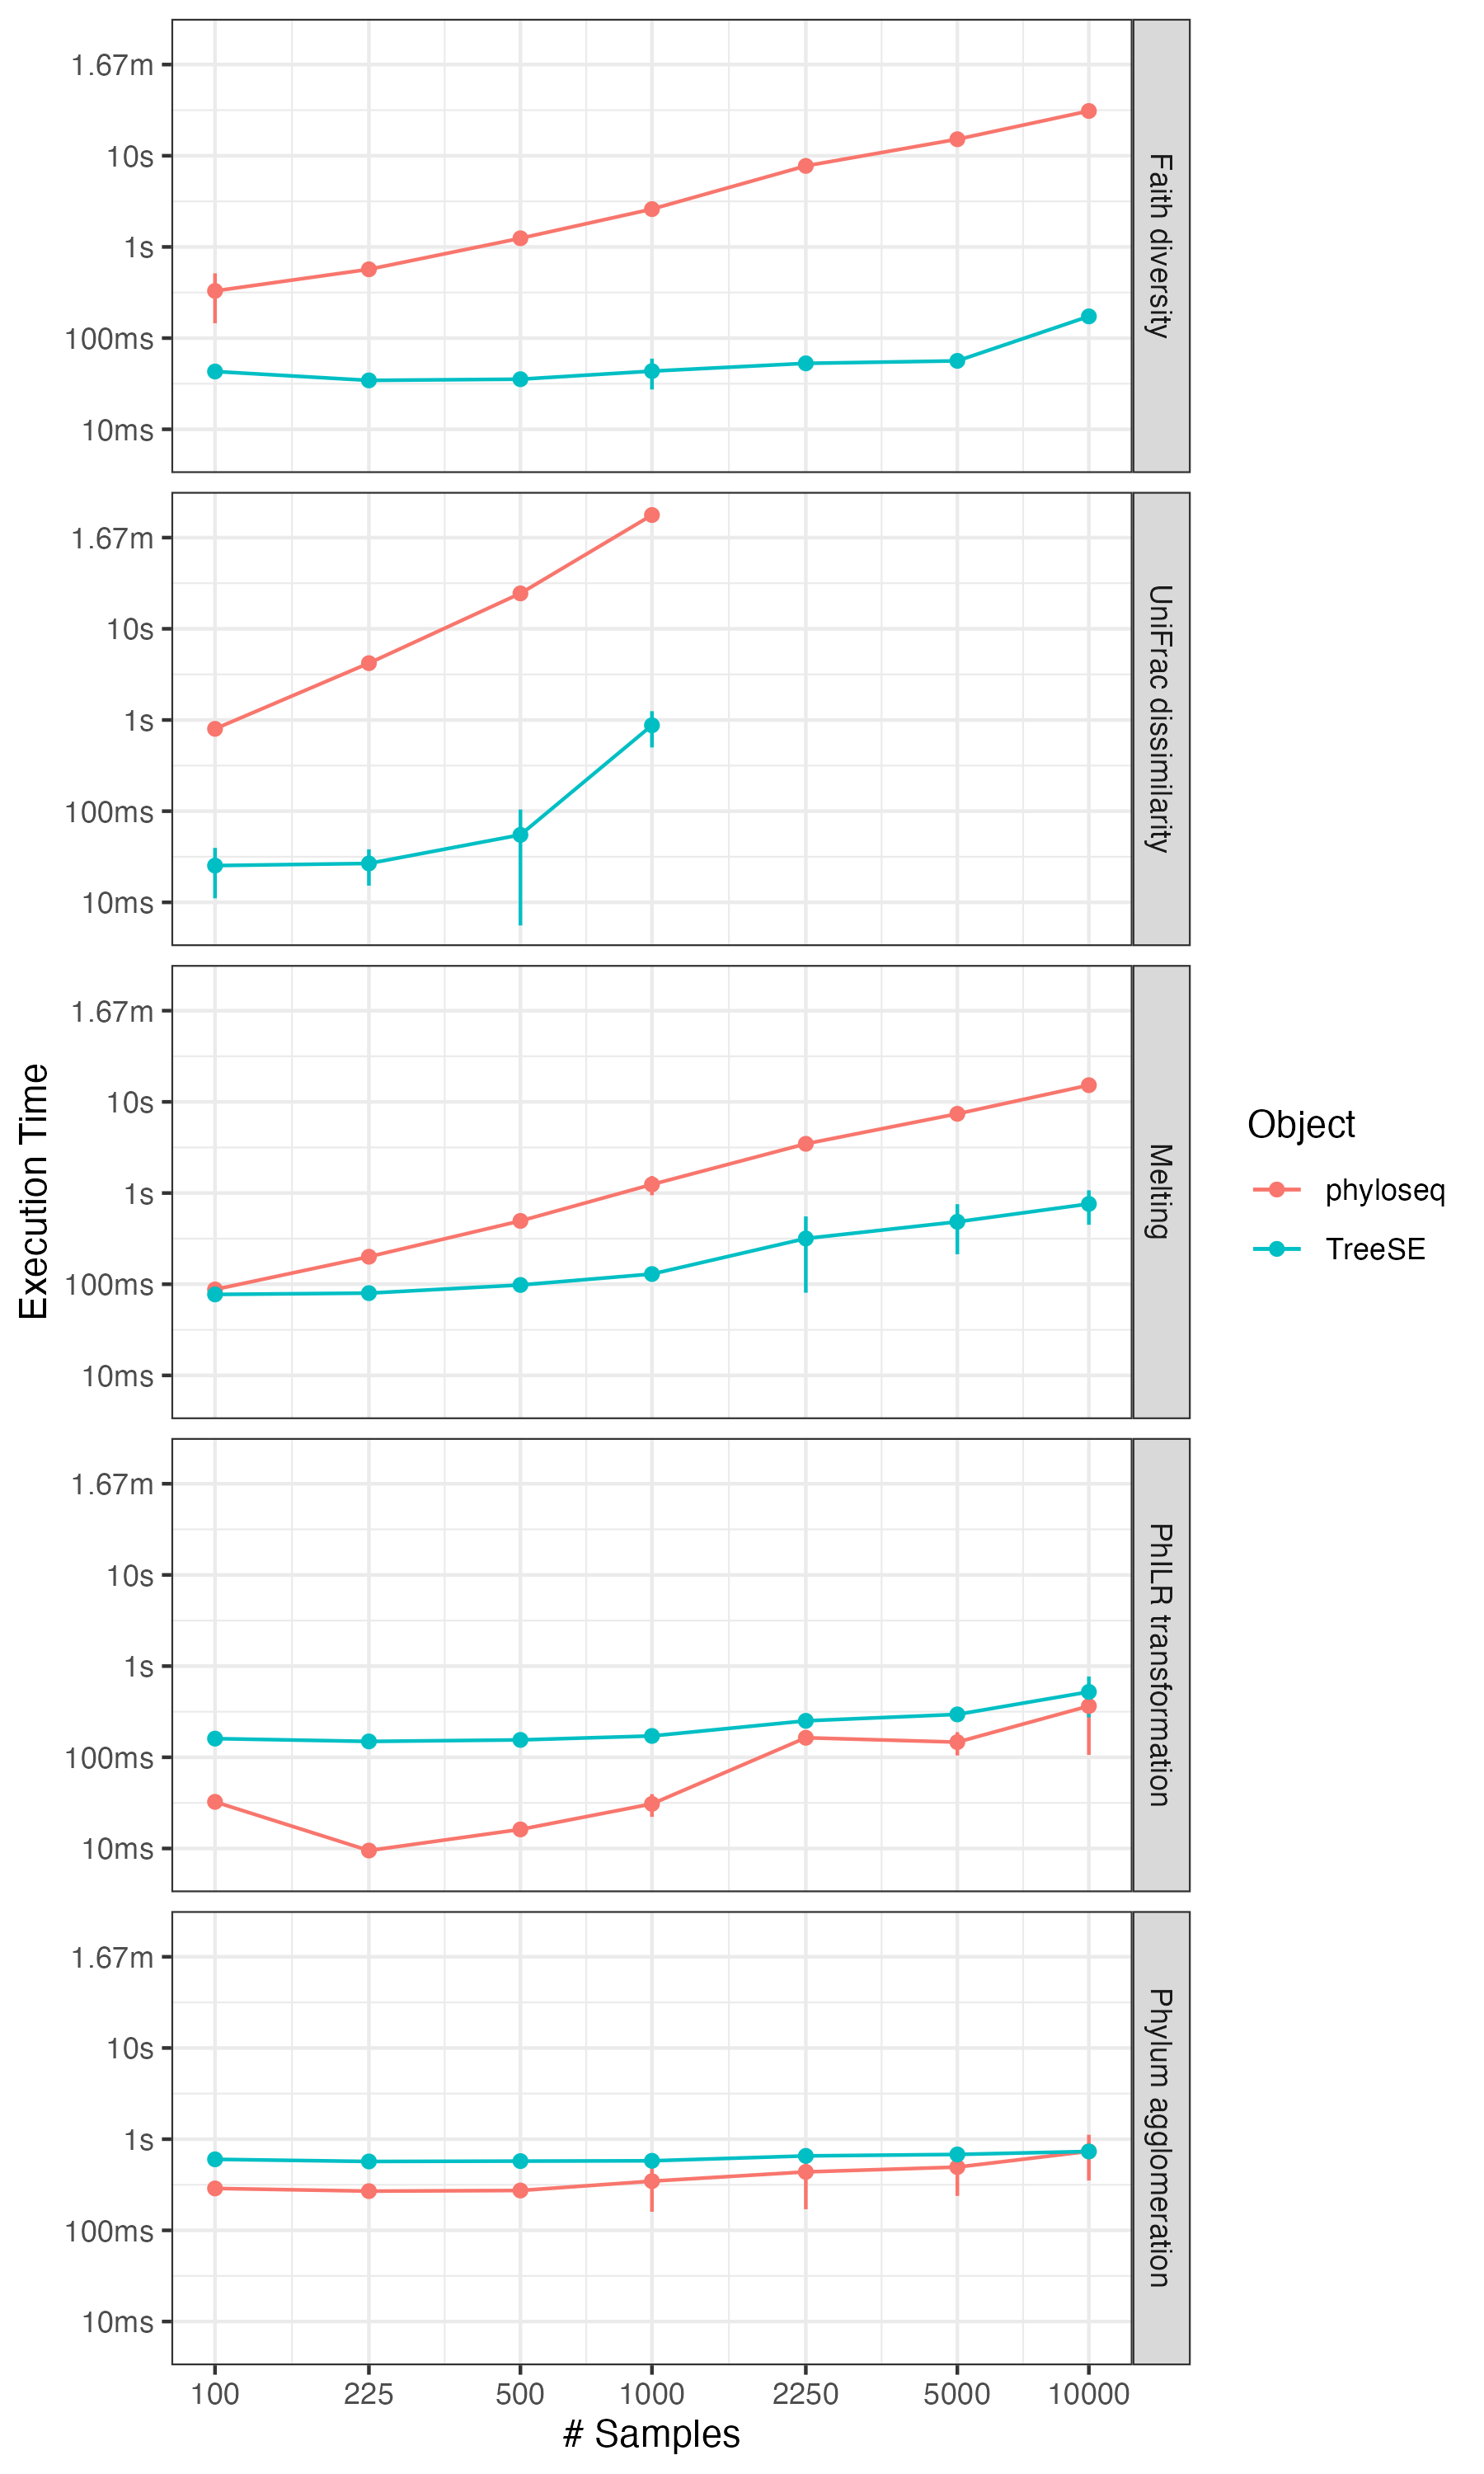 1.67m
10s
1s
100ms
10ms
Faith diversity
1.67m
10s
1s
100ms
10ms
UniFrac dissimilarity
1.67m
10s
1s
100ms
10ms
Melting
1.67m
10s
1s
100ms
10ms
PhILR transformation
1.67m
10s
1s
100ms
10ms
Phylum agglomeration
100 225 500 1000 2250 5000 10000
# Samples
Execution Time
Object
phyloseq
TreeSE